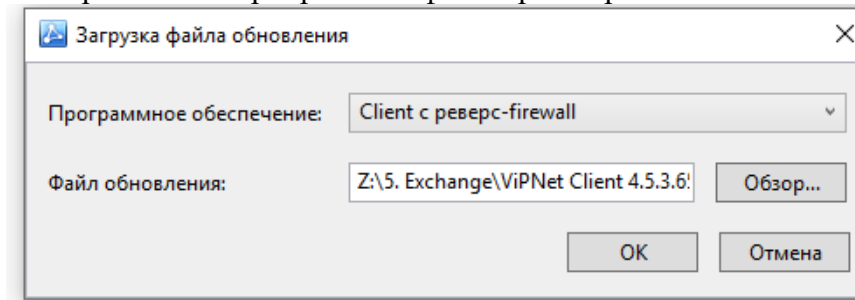 Загрузка файла обновления
Программное обеспечение: Client с реверс-firewall
Файл обновления: Z:\5. Exchange\ViPNet Client 4.5.3.6 Обзор...
OK Отмена